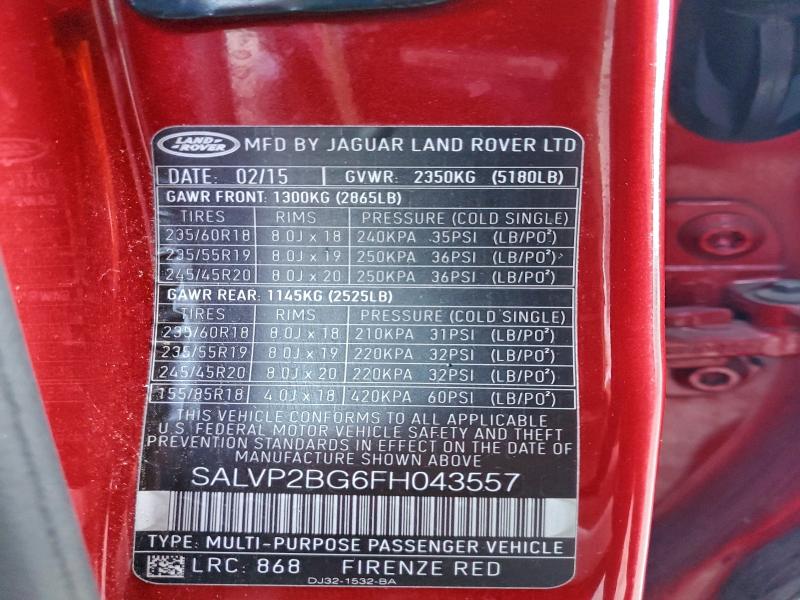 LAND ROVER MFD BY JAGUAR LAND ROVER LTD
DATE: 02/15 GVWR: 2350KG (5180LB)
GAWR FRONT: 1300KG (2865LB)
TIRES RIMS PRESSURE (COLD SINGLE)
235/60R18 8.0J x 18 240KPA 35PSI (LB/PO²)
235/55R19 8.0J x 19 250KPA 36PSI (LB/PO²)
245/45R20 8.0J x 20 250KPA 36PSI (LB/PO²)
GAWR REAR: 1145KG (2525LB)
TIRES RIMS PRESSURE (COLD SINGLE)
235/60R18 8.0J x 18 210KPA 31PSI (LB/PO²)
235/55R19 8.0J x 19 220KPA 32PSI (LB/PO²)
245/45R20 8.0J x 20 220KPA 32PSI (LB/PO²)
155/85R18 4.0J x 18 420KPA 60PSI (LB/PO²)
THIS VEHICLE CONFORMS TO ALL APPLICABLE
U.S FEDERAL MOTOR VEHICLE SAFETY AND THEFT
PREVENTION STANDARDS IN EFFECT ON THE DATE OF
MANUFACTURE SHOWN ABOVE
SALVP2BG6FH043557
TYPE: MULTI-PURPOSE PASSENGER VEHICLE
LRC: 868 FIRENZE RED
DJ32-1532-BA